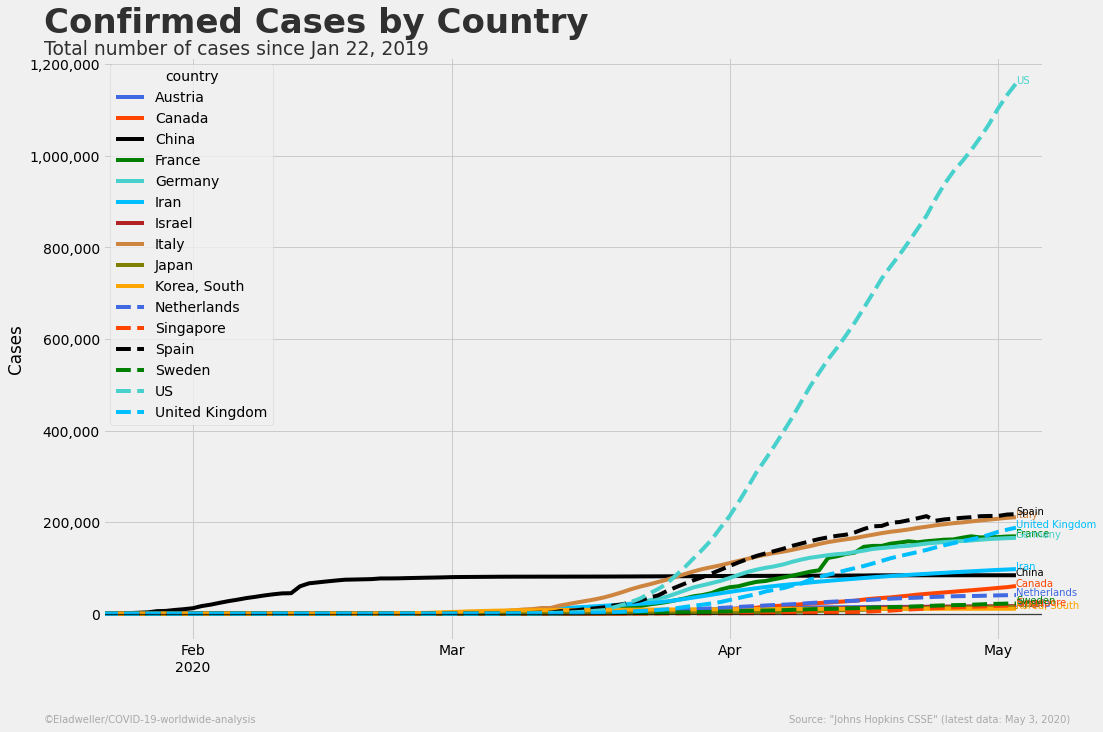 Confirmed Cases by Country
Total number of cases since Jan 22, 2019
1,200,000
1,000,000
800,000
600,000
400,000
200,000
0
Cases
country
Austria
Canada
China
France
Germany
Iran
Israel
Italy
Japan
Korea, South
Netherlands
Singapore
Spain
Sweden
US
United Kingdom
US
Spain
Italy
United Kingdom
France
Germany
Iran
China
Canada
Netherlands
Sweden
Feb
2020
Mar
Apr
May
©Eladweller/COVID-19-worldwide-analysis
Source: "Johns Hopkins CSSE" (latest data: May 3, 2020)